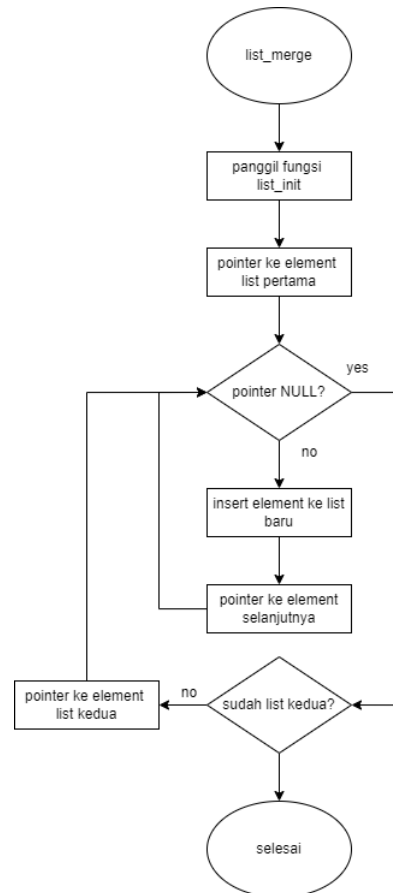 list_merge
panggil fungsi
list_init
pointer ke element
list pertama
yes
pointer NULL?
no
insert element ke list
baru
pointer ke element
selanjutnya
pointer ke element
list kedua
no
sudah list kedua?
selesai